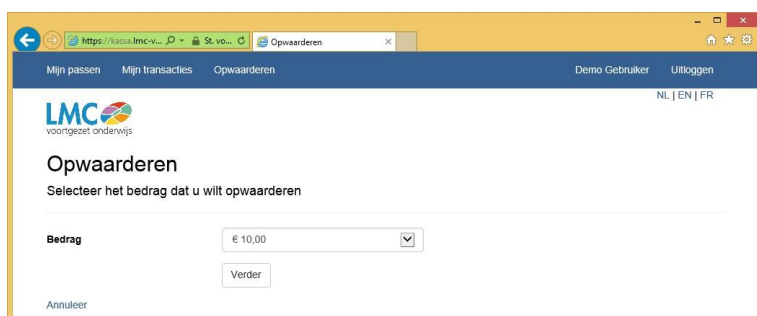 https://kassa.lmc-v... St. vo... Opwaarderen
Mijn passen Mijn transacties Opwaarderen Demo Gebruiker Uitloggen
NL | EN | FR
LMC
voortgezet onderwijs
Opwaarderen
Selecteer het bedrag dat u wilt opwaarderen
Bedrag € 10,00
Verder
Annuleer